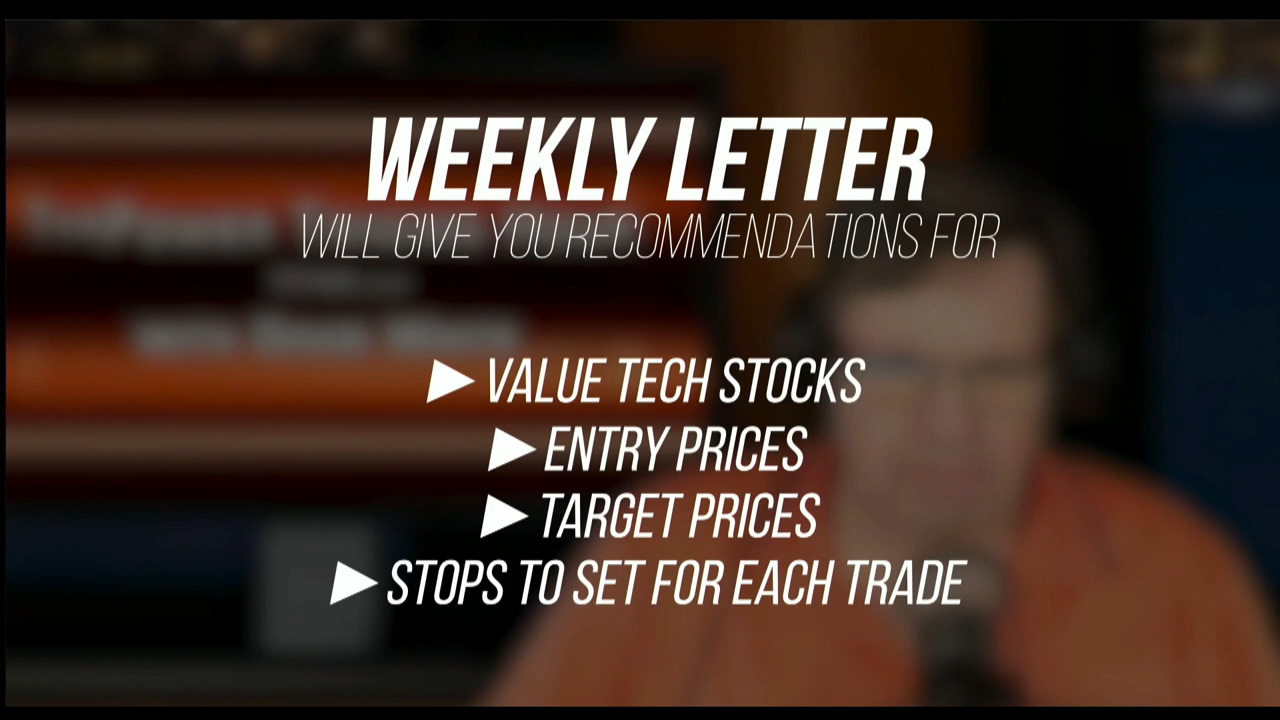 WEEKLY LETTER
WILL GIVE YOU RECOMMENDATIONS FOR
▶ VALUE TECH STOCKS
▶ ENTRY PRICES
▶ TARGET PRICES
▶ STOPS TO SET FOR EACH TRADE